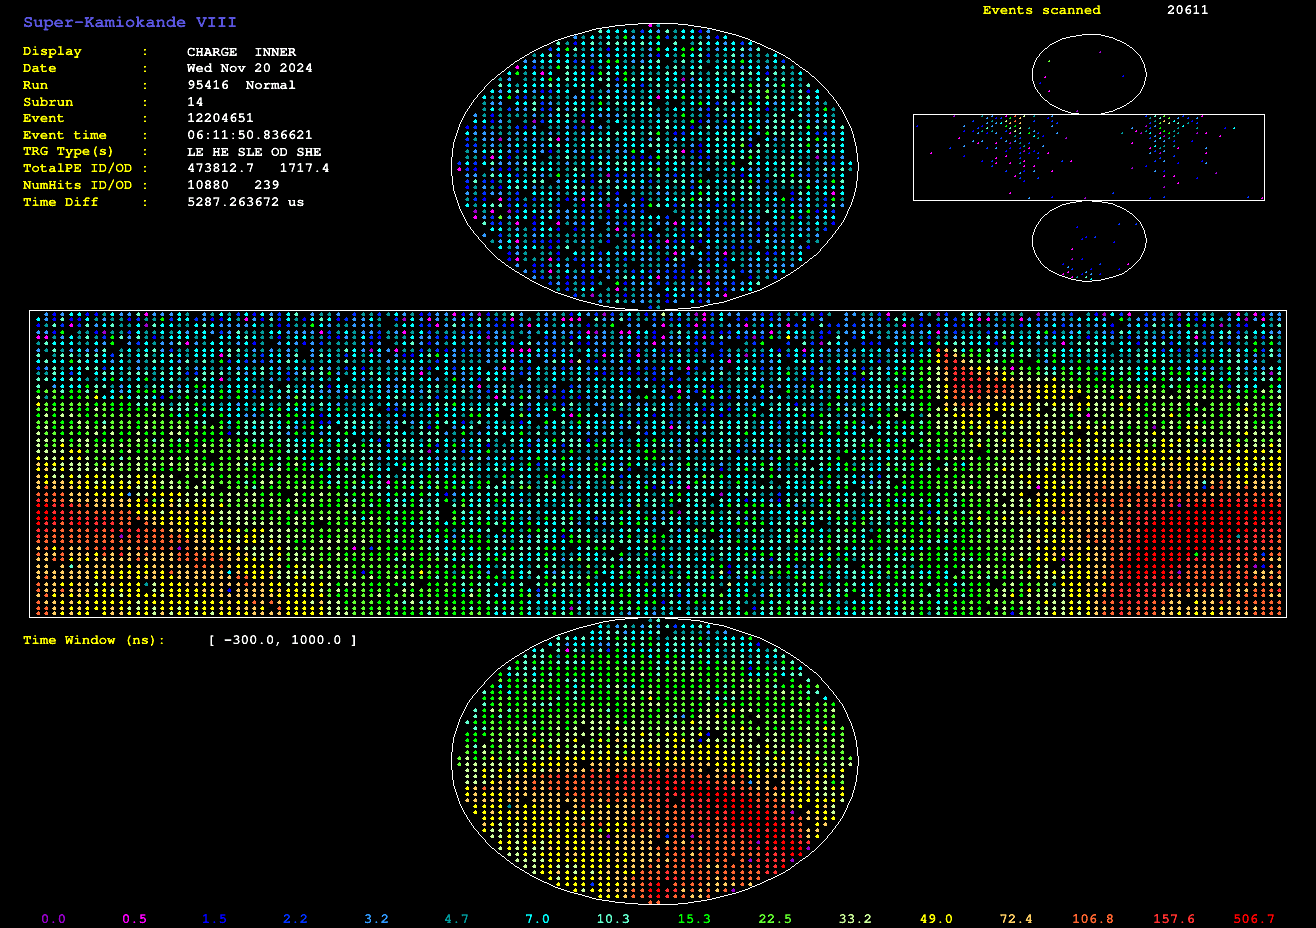 Super-Kamiokande VIII
Events scanned 20611
Display : CHARGE INNER
Date : Wed Nov 20 2024
Run : 95416 Normal
Subrun : 14
Event : 12204651
Event time : 06:11:50.836621
TRG Type(s) : LE HE SLE OD SHE
TotalPE ID/OD : 473812.7 1717.4
NumHits ID/OD : 10880 239
Time Diff : 5287.263672 us
Time Window (ns): [ -300.0, 1000.0 ]
0.0 0.5 1.5 2.2 3.2 4.7 7.0 10.3 15.3 22.5 33.2 49.0 72.4 106.8 157.6 506.7